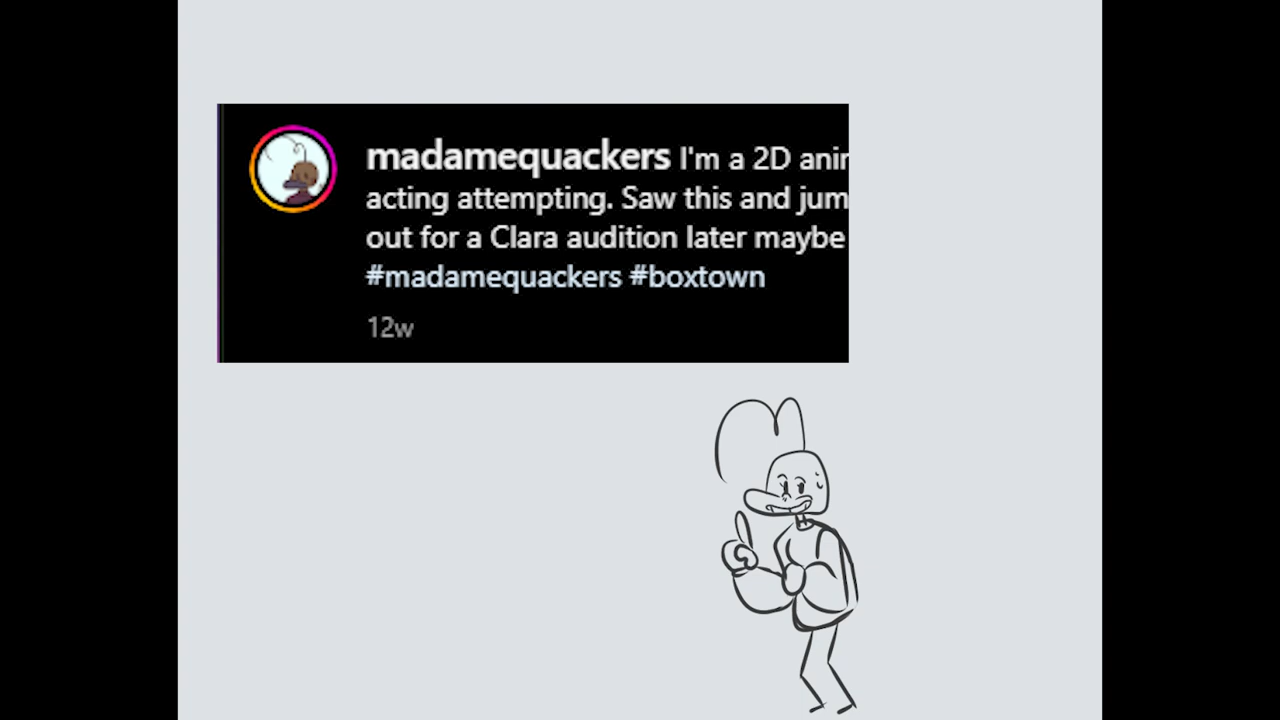 madamequackers I'm a 2D
acting attempting. Saw this and
out for a Clara audition later maybe
#madamequackers #boxtown
12w